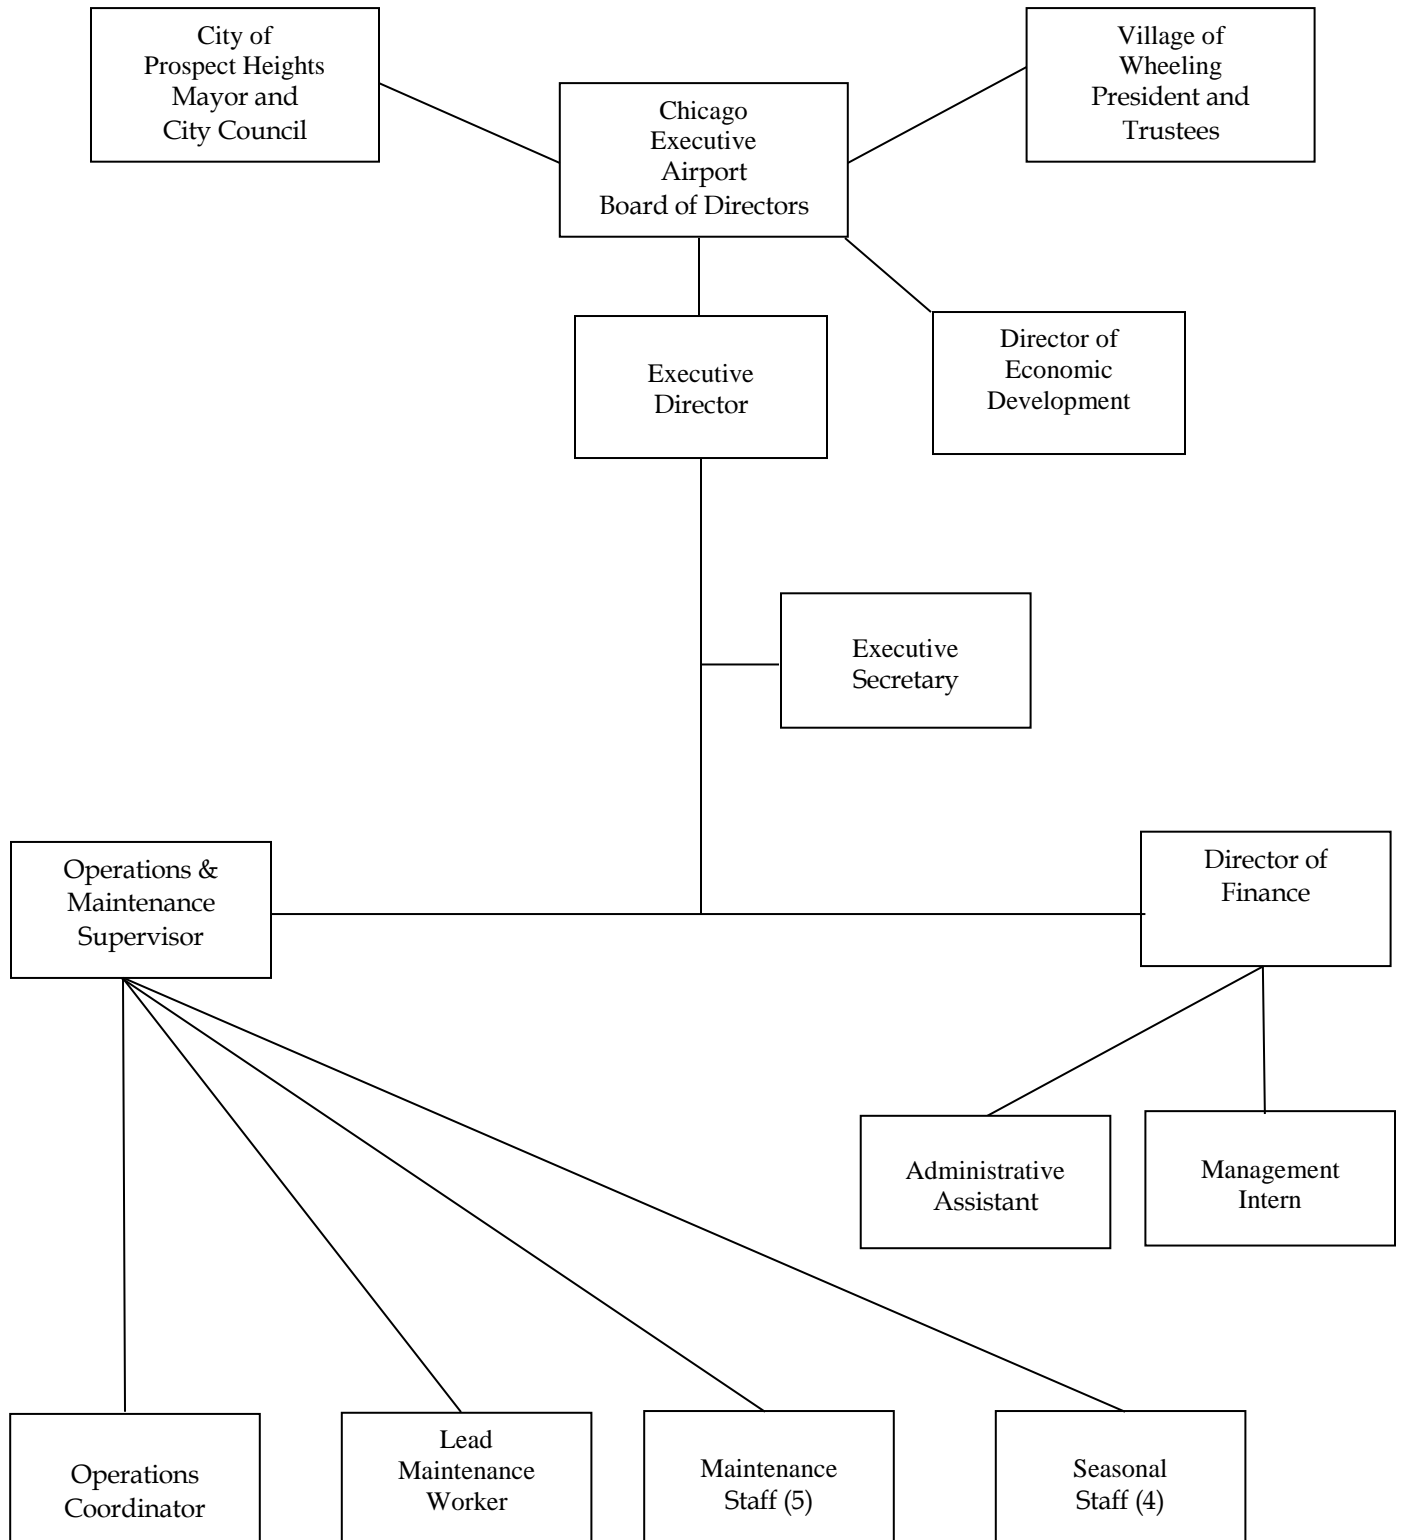 City of
Prospect Heights
Mayor and
City Council
Village of
Wheeling
President and
Trustees
Chicago
Executive
Airport
Board of Directors
Executive
Director
Director of
Economic
Development
Executive
Secretary
Operations &
Maintenance
Supervisor
Director of
Finance
Administrative
Assistant
Management
Intern
Operations
Coordinator
Lead
Maintenance
Worker
Maintenance
Staff (5)
Seasonal
Staff (4)